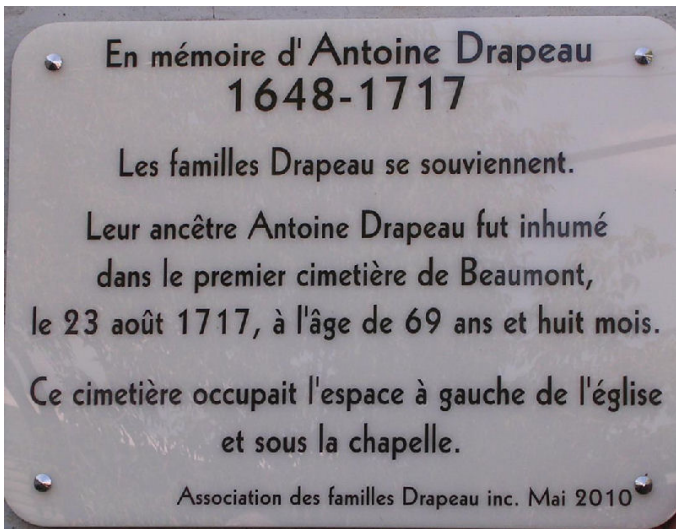 En mémoire d'Antoine Drapeau
1648-1717
Les familles Drapeau se souviennent.
Leur ancêtre Antoine Drapeau fut inhumé
dans le premier cimetière de Beaumont,
le 23 août 1717, à l'âge de 69 ans et huit mois.
Ce cimetière occupait l'espace à gauche de l'église
et sous la chapelle.
Association des familles Drapeau inc. Mai 2010